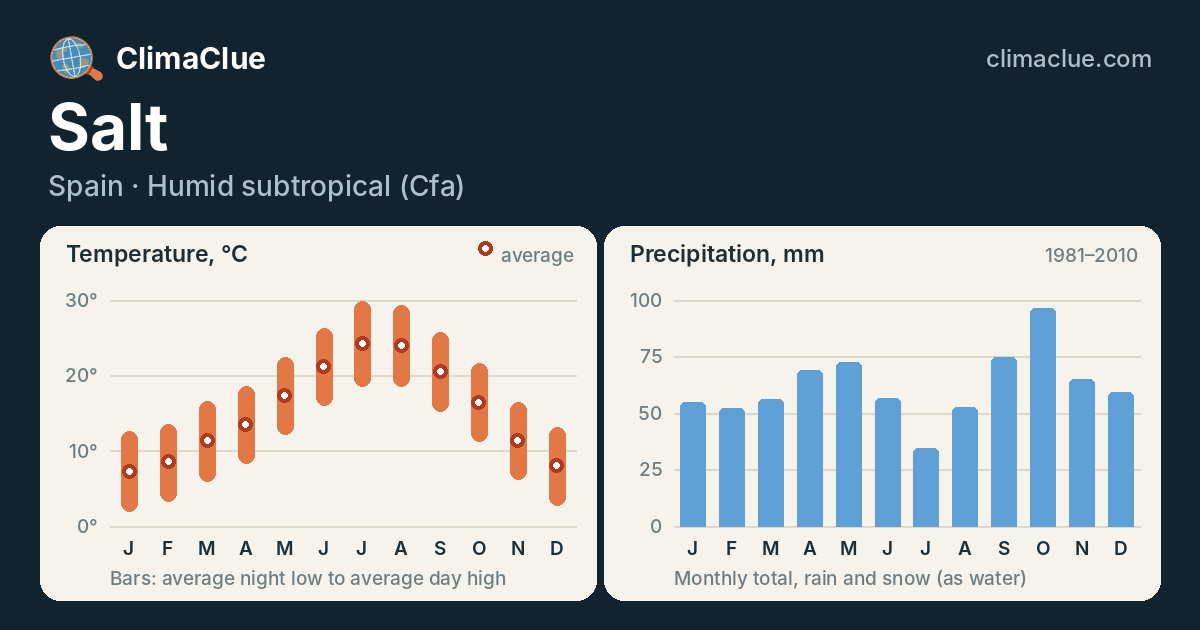 ClimaClue
climaclue.com
Salt
Spain · Humid subtropical (Cfa)
Temperature, °C
average
30°
20°
10°
0°
J F M A M J J A S O N D
Bars: average night low to average day high
Precipitation, mm
1981–2010
100
75
50
25
0
J F M A M J J A S O N D
Monthly total, rain and snow (as water)